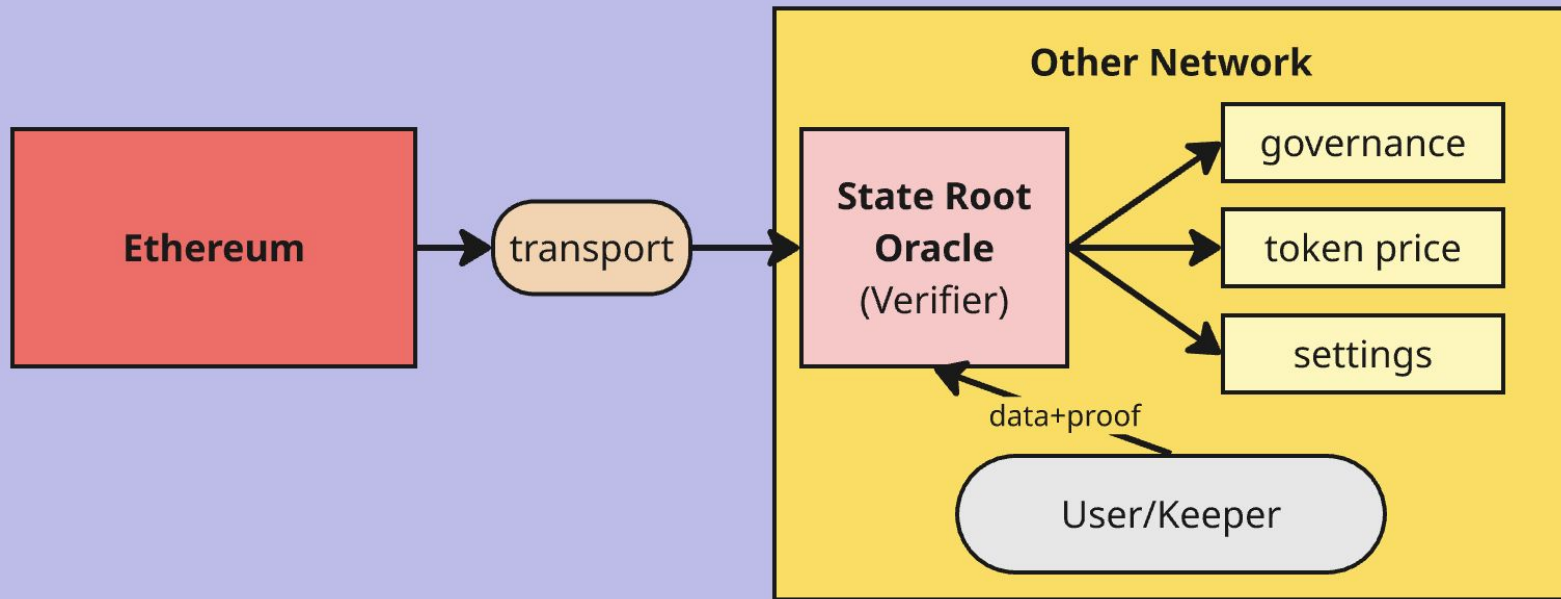 Other Network
Ethereum
transport
State Root
Oracle
(Verifier)
governance
token price
settings
data+proof
User/Keeper